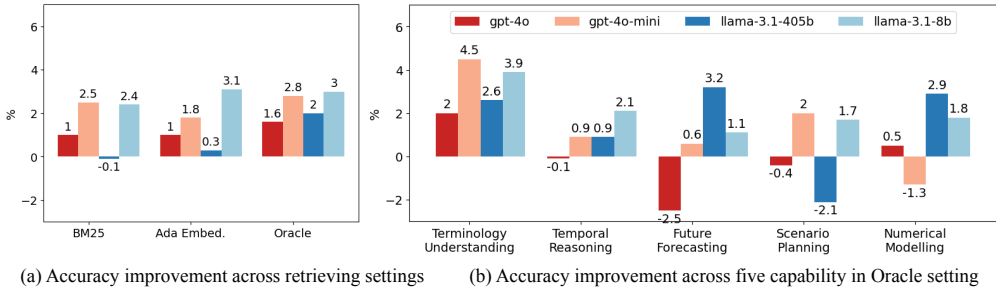 6
4
2
0
−2
%
1
2.5
-0.1
2.4
1
1.8
0.3
3.1
1.6
2.8
2
3
BM25
Ada Embed.
Oracle
(a) Accuracy improvement across retrieving settings
gpt-4o
gpt-4o-mini
llama-3.1-405b
llama-3.1-8b
6
4
2
0
−2
%
2
4.5
2.6
3.9
-0.1
0.9
0.9
2.1
-2.5
0.6
3.2
1.1
-0.4
2
-2.1
1.7
0.5
-1.3
2.9
1.8
Terminology
Understanding
Temporal
Reasoning
Future
Forecasting
Scenario
Planning
Numerical
Modelling
(b) Accuracy improvement across five capability in Oracle setting